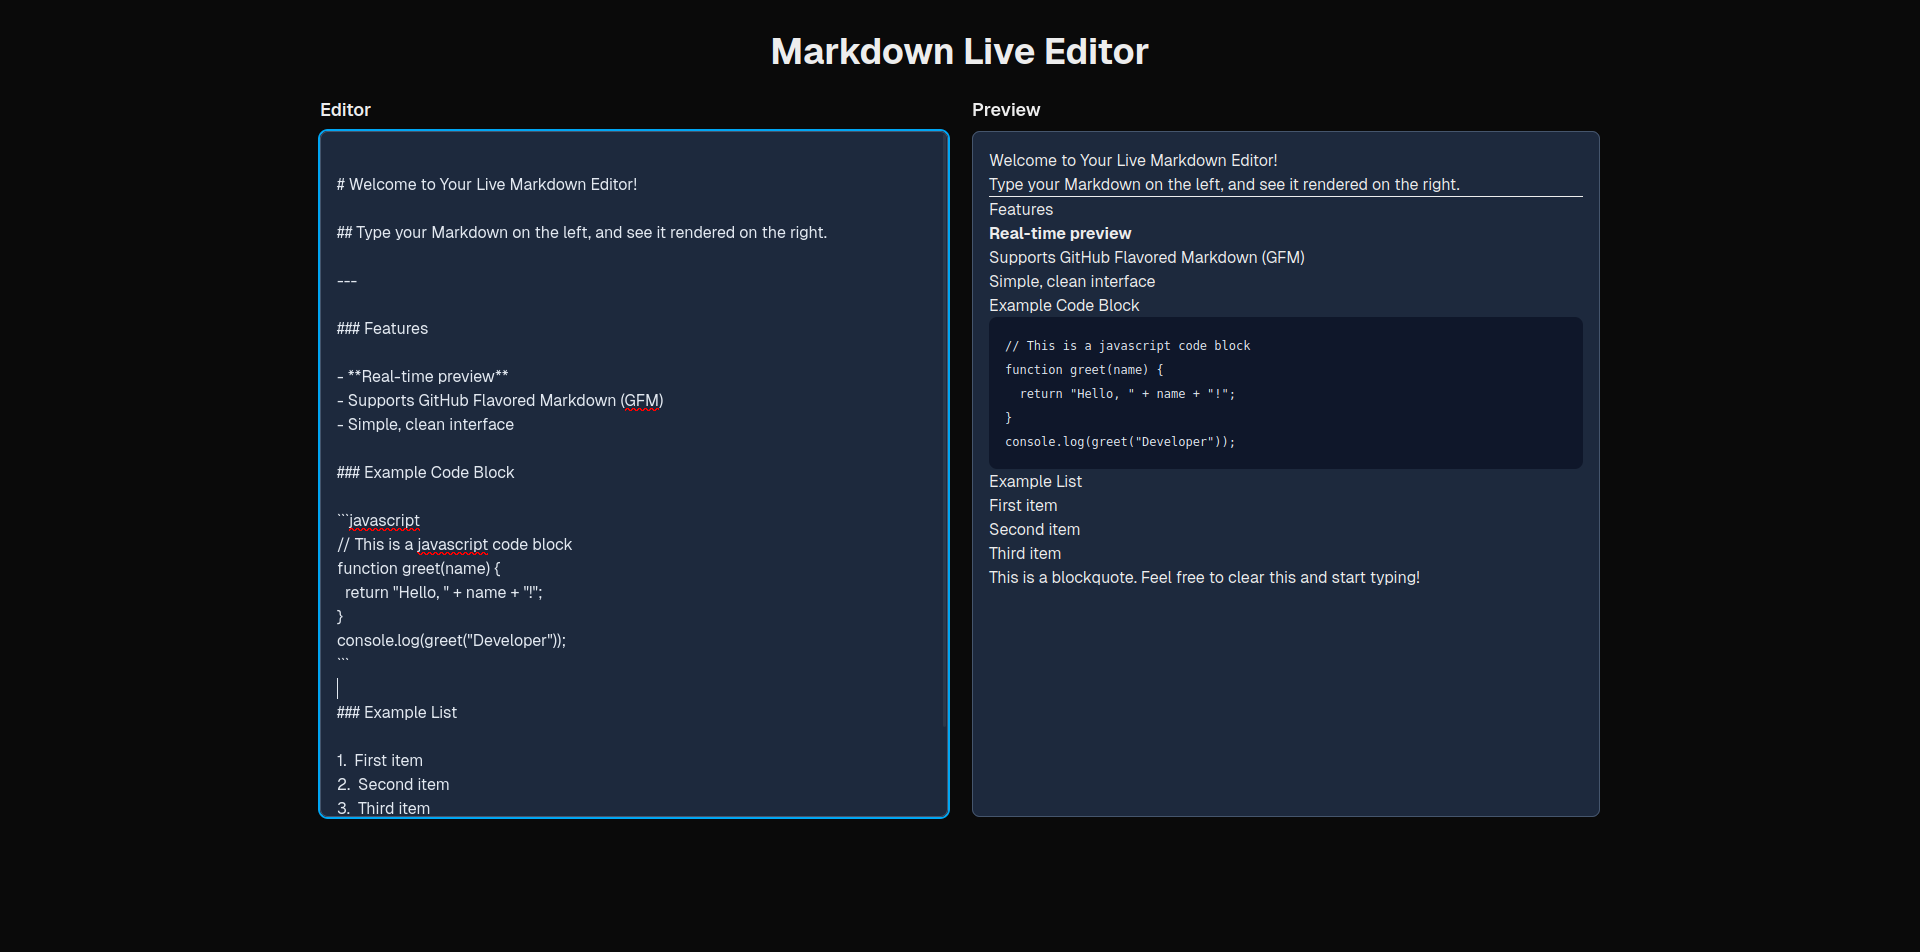 Markdown Live Editor
Editor
# Welcome to Your Live Markdown Editor!
## Type your Markdown on the left, and see it rendered on the right.
---
### Features
- **Real-time preview**
- Supports GitHub Flavored Markdown (GFM)
- Simple, clean interface
### Example Code Block
```javascript
// This is a javascript code block
function greet(name) {
  return "Hello, " + name + "!";
}
console.log(greet("Developer"));
```
### Example List
1.  First item
2.  Second item
3.  Third item
Preview
Welcome to Your Live Markdown Editor!
Type your Markdown on the left, and see it rendered on the right.
Features
Real-time preview
Supports GitHub Flavored Markdown (GFM)
Simple, clean interface
Example Code Block
// This is a javascript code block
function greet(name) {
  return "Hello, " + name + "!";
}
console.log(greet("Developer"));
Example List
First item
Second item
Third item
This is a blockquote. Feel free to clear this and start typing!